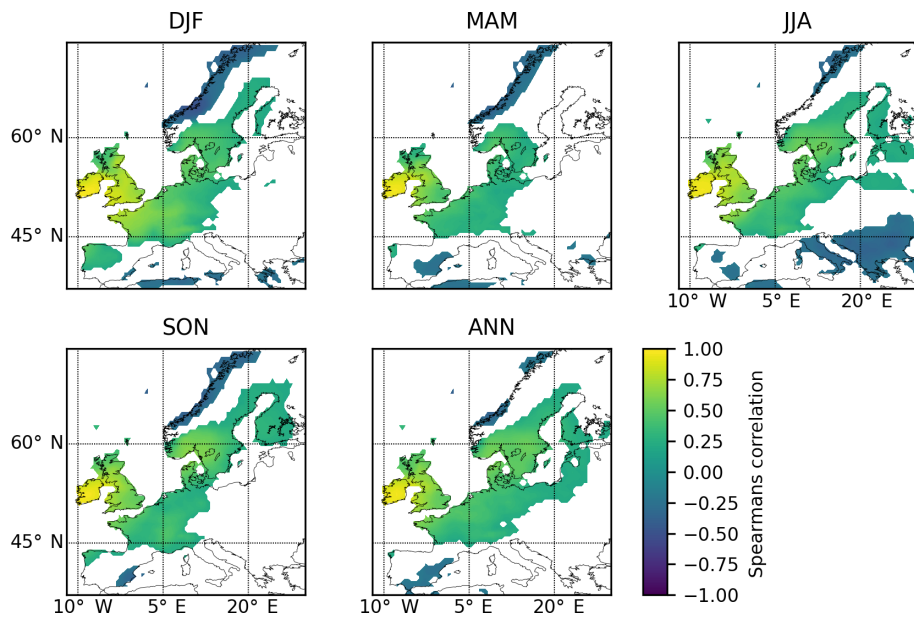 DJF
MAM
JJA
60° N
45° N
10° W
5° E
20° E
SON
ANN
60° N
45° N
10° W
5° E
20° E
10° W
5° E
20° E
1.00
0.75
0.50
0.25
0.00
−0.25
−0.50
−0.75
−1.00
Spearmans correlation